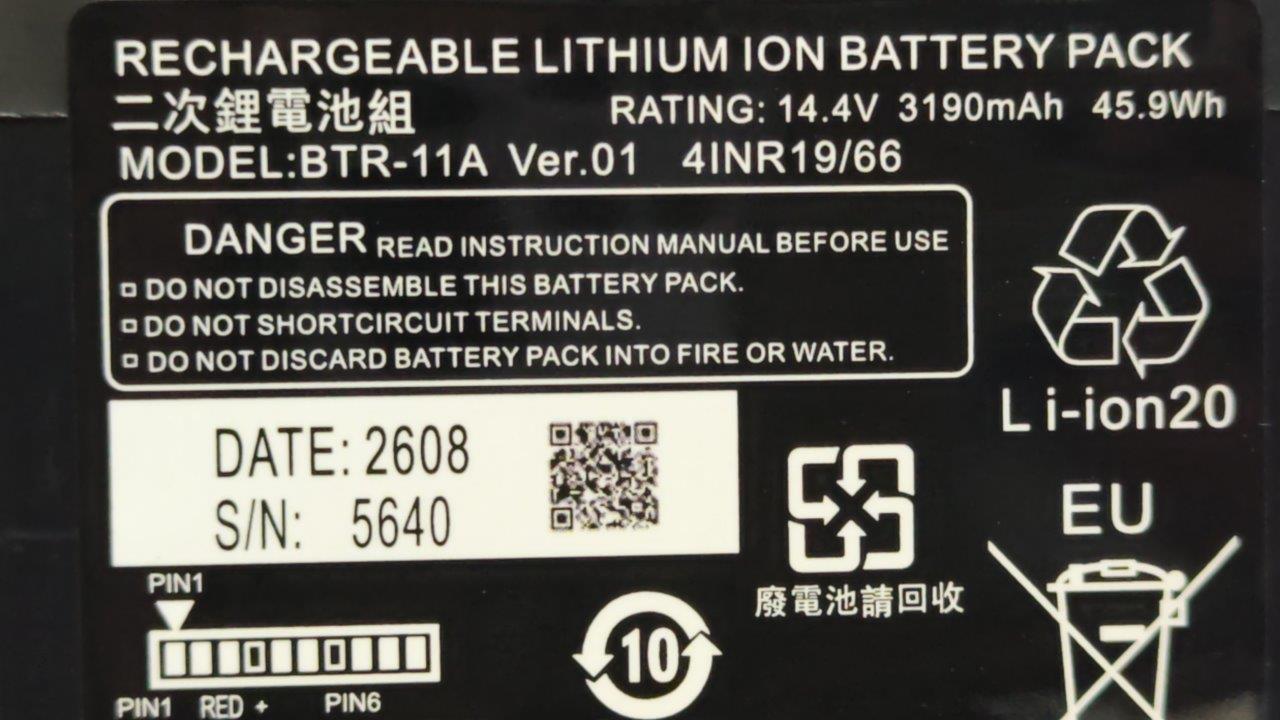 RECHARGEABLE LITHIUM ION BATTERY PACK
二次鋰電池組 RATING: 14.4V 3190mAh 45.9Wh
MODEL:BTR-11A Ver.01 4INR19/66
DANGER READ INSTRUCTION MANUAL BEFORE USE
DO NOT DISASSEMBLE THIS BATTERY PACK.
DO NOT SHORTCIRCUIT TERMINALS.
DO NOT DISCARD BATTERY PACK INTO FIRE OR WATER.
Li-ion20
DATE: 2608
S/N: 5640
EU
廢電池請回收
PIN1
10
PIN1 RED + PIN6